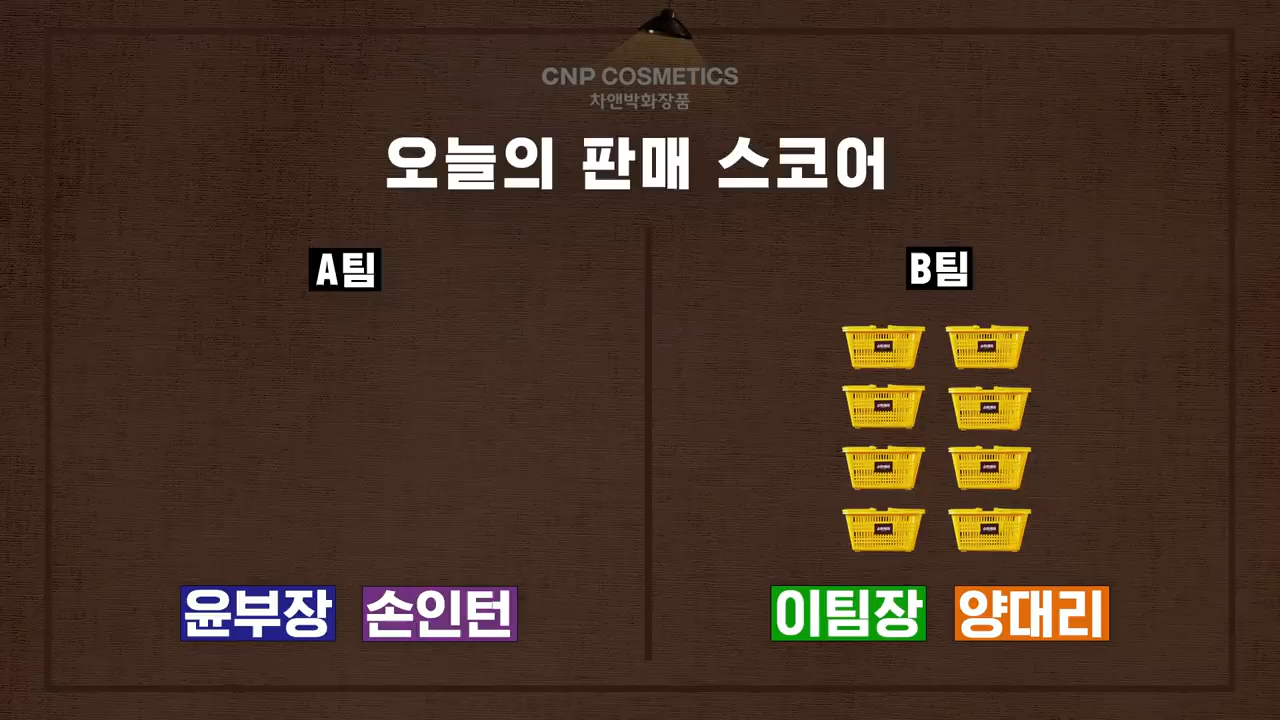 CNP COSMETICS
차앤박화장품
오늘의 판매 스코어
A팀
B팀
윤부장 손인턴
이팀장 양대리